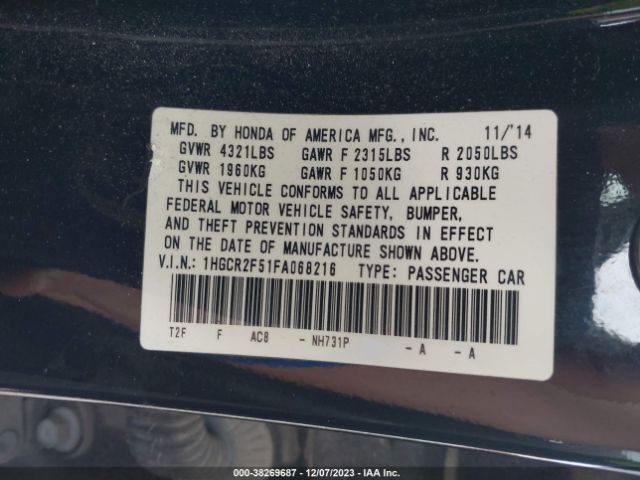 MFD. BY HONDA OF AMERICA MFG., INC. 11/'14
GVWR 4321LBS GAWR F 2315LBS R 2050LBS
GVWR 1960KG GAWR F 1050KG R 930KG
THIS VEHICLE CONFORMS TO ALL APPLICABLE
FEDERAL MOTOR VEHICLE SAFETY, BUMPER,
AND THEFT PREVENTION STANDARDS IN EFFECT
ON THE DATE OF MANUFACTURE SHOWN ABOVE.
V.I.N.: 1HGCR2F51FA068216 TYPE: PASSENGER CAR
T2F F AC8 - NH731P - A - A
000-38269687 - 12/07/2023 - IAA Inc.